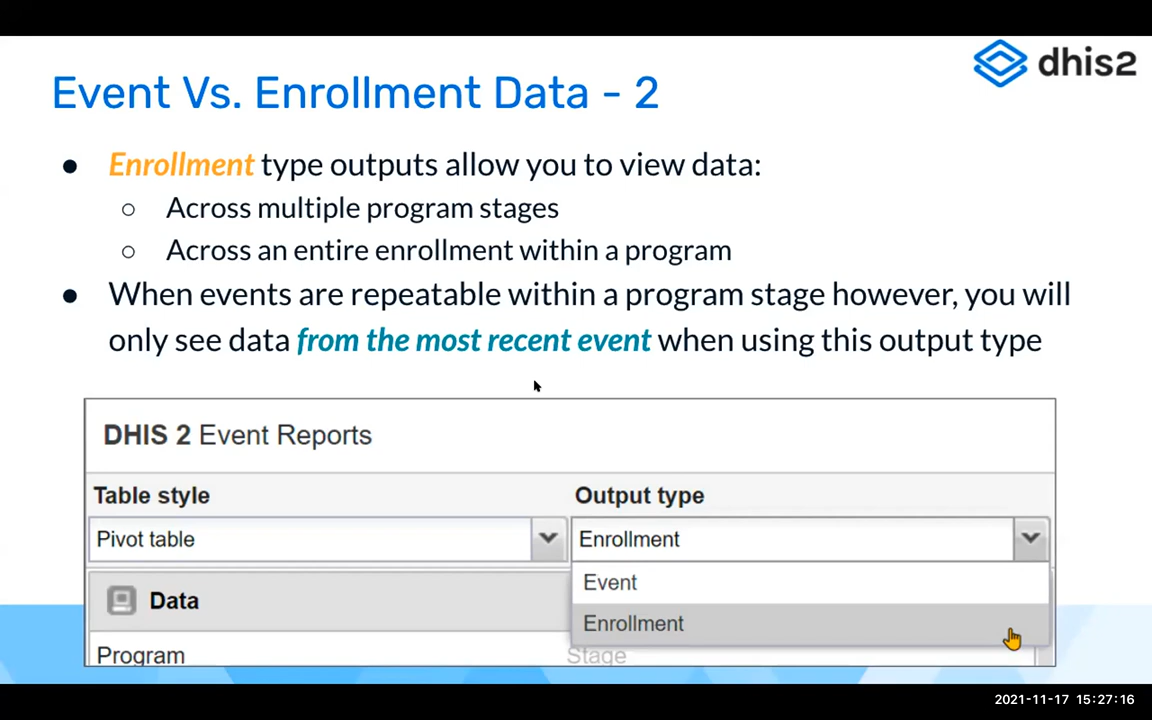 dhis2
Event Vs. Enrollment Data - 2
● Enrollment type outputs allow you to view data:
○ Across multiple program stages
○ Across an entire enrollment within a program
● When events are repeatable within a program stage however, you will
only see data from the most recent event when using this output type
DHIS 2 Event Reports
Table style Output type
Pivot table Enrollment
Event
Data
Enrollment
Program Stage
2021-11-17 15:27:16